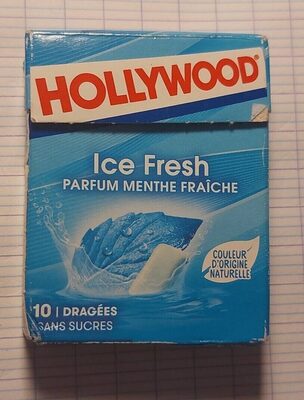 HOLLYWOOD®
Ice Fresh
PARFUM MENTHE FRAÎCHE
COULEUR
D'ORIGINE
NATURELLE
10 | DRAGÉES
SANS SUCRES